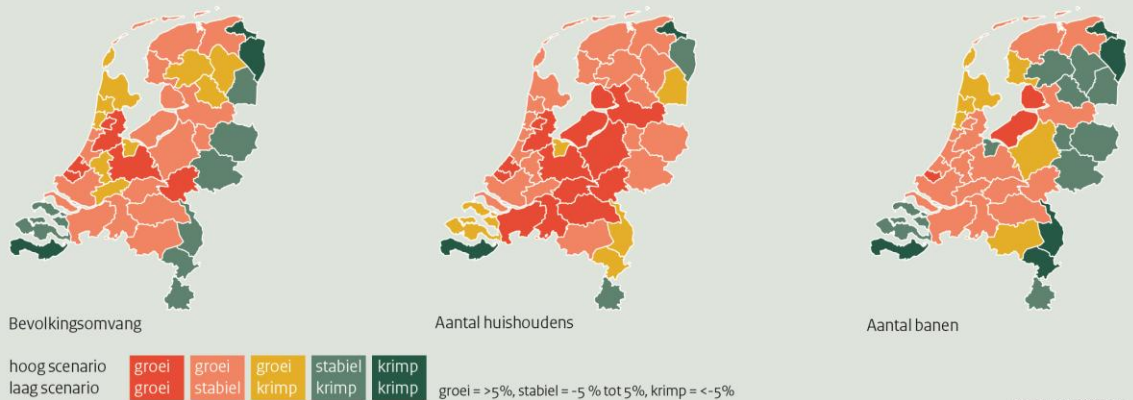 Bevolkingsomvang
Aantal huishoudens
Aantal banen
hoog scenario groei groei groei stabiel krimp
laag scenario groei stabiel krimp krimp krimp groei = >5%, stabiel = -5 % tot 5%, krimp = <-5%